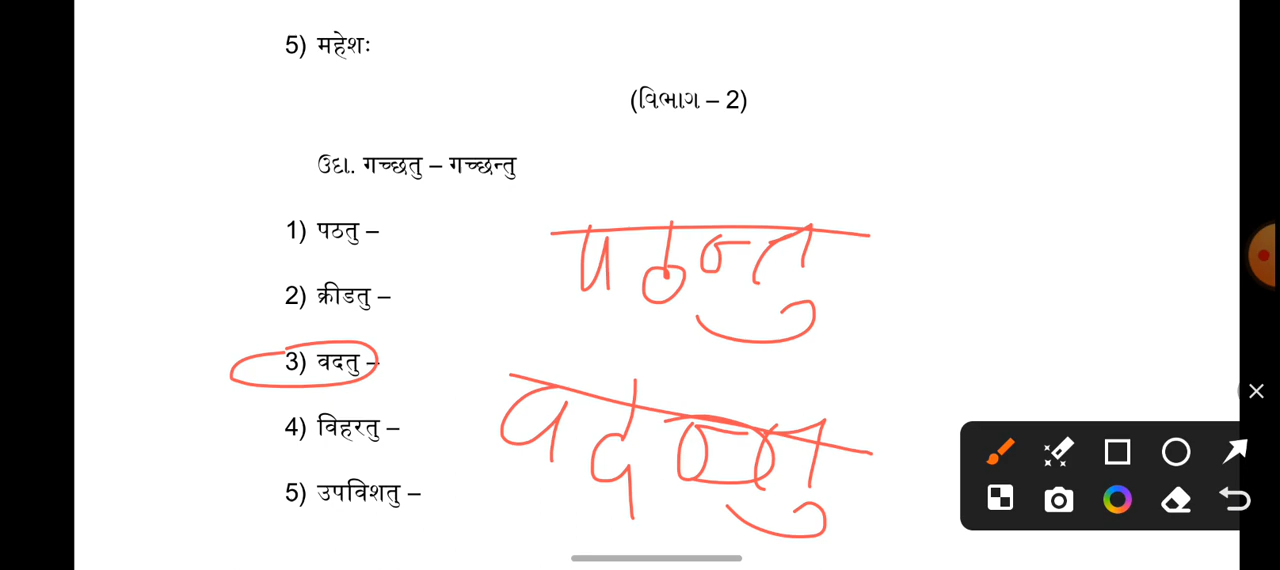 5) महेशः
(વિભાગ – 2)
ઉદા. गच्छतु – गच्छन्तु
1) पठतु – पठन्तु
2) क्रीडतु –
3) वदतु – वदन्तु
4) विहरतु –
5) उपविशतु –